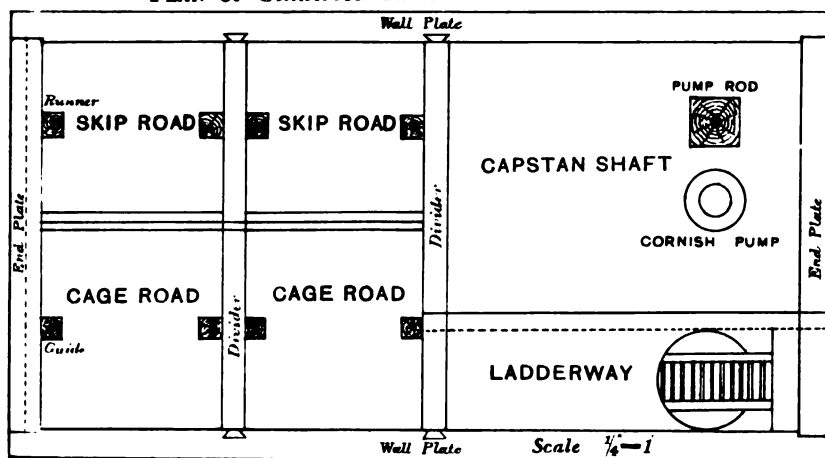 Wall Plate
PUMP ROD
Runner
SKIP ROAD
SKIP ROAD
CAPSTAN SHAFT
End Plate
Divider
CORNISH PUMP
End Plate
CAGE ROAD
CAGE ROAD
Divider
Guide
LADDERWAY
Wall Plate
Scale ¼"=1'